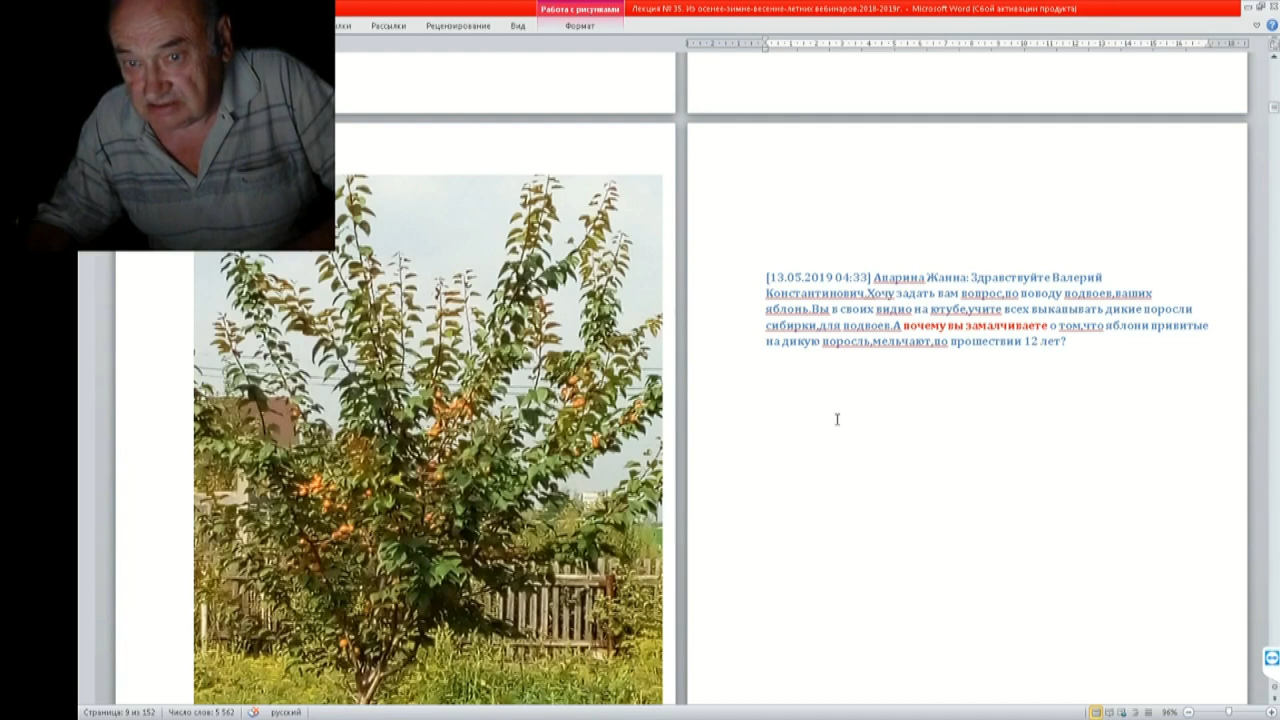 Работа с рисунками
Лекция № 35. Из осенее-зимне-весенне-летних вебинаров.2018-2019г. - Microsoft Word (Сбой активации продукта)
Рассылки
Рецензирование
Вид
Формат
[13.05.2019 04:33] Апарина Жанна: Здравствуйте Валерий
Константинович.Хочу задать вам вопрос,по поводу подвоев,ваших
яблонь.Вы в своих видио на ютубе,учите всех выкапывать дикие поросли
сибирки,для подвоев.А почему вы замалчиваете о том,что яблони привитые
на дикую поросль,мельчают,по прошествии 12 лет?
Страница: 9 из 152
Число слов: 5 562
русский
96%